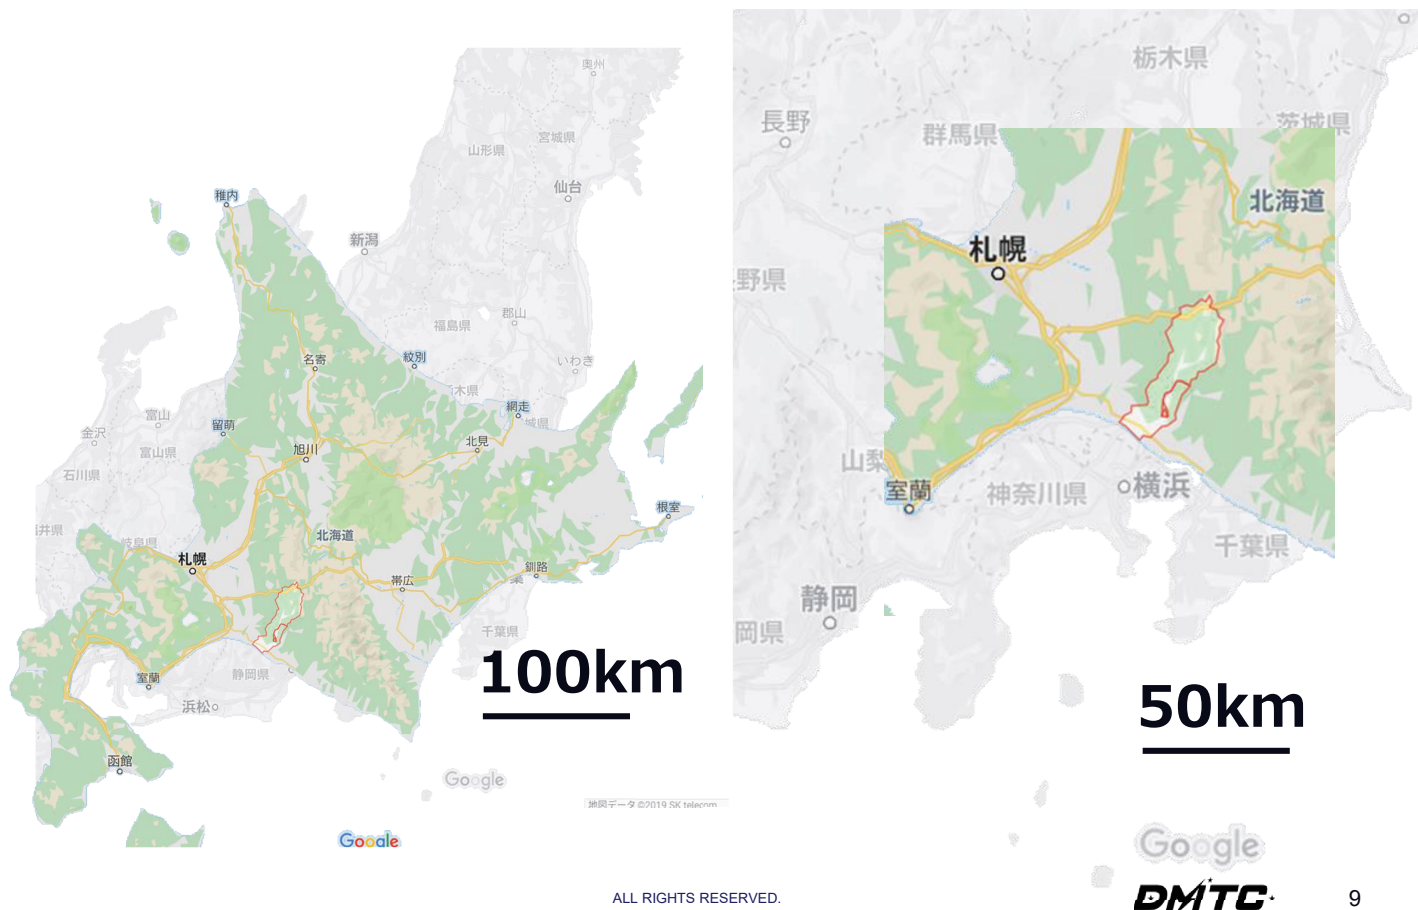 奥州
宮城県
山形県
仙台
稚内
新潟
郡山
福島県
名寄
紋別
いわき
木県
網走
城県
富山
金沢
留萌
北見
富山県
旭川
石川県
根室
井県
北海道
岐阜県
札幌
釧路
帯広
葉
千葉県
100km
静岡県
室蘭
浜松
函館
Google
地図データ ©2019 SK telecom
Google
栃木県
長野
群馬県
茨城県
北海道
札幌
野県
山梨
室蘭
神奈川県
横浜
千葉県
静岡
岡県
50km
Google
ALL RIGHTS RESERVED.
DMTC
9